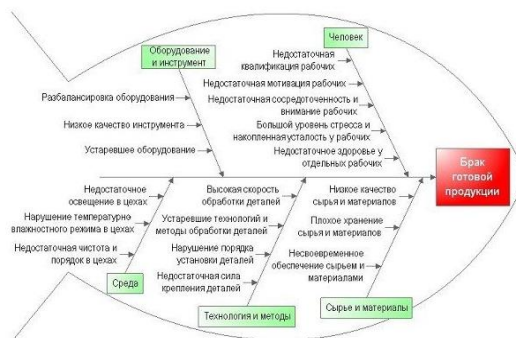 Оборудование
и инструмент
Человек
Разбалансировка оборудования
Низкое качество инструмента
Устаревшее оборудование
Недостаточная
квалификация рабочих
Недостаточная мотивация рабочих
Недостаточная сосредоточенность и
внимание рабочих
Большой уровень стресса и
накопленная усталость у рабочих
Недостаточное здоровье у
отдельных рабочих
Брак
готовой
продукции
Недостаточное
освещение в цехах
Нарушение температурно
влажностного режима в цехах
Недостаточная чистота и
порядок в цехах
Среда
Высокая скорость
обработки деталей
Устаревшие технологий и
методы обработки деталей
Нарушение порядка
установки деталей
Недостаточная сила
крепления деталей
Технология и методы
Низкое качество
сырья и материалов
Плохое хранение
сырья и материалов
Несвоевременное
обеспечение сырьем и
материалами
Сырье и материалы